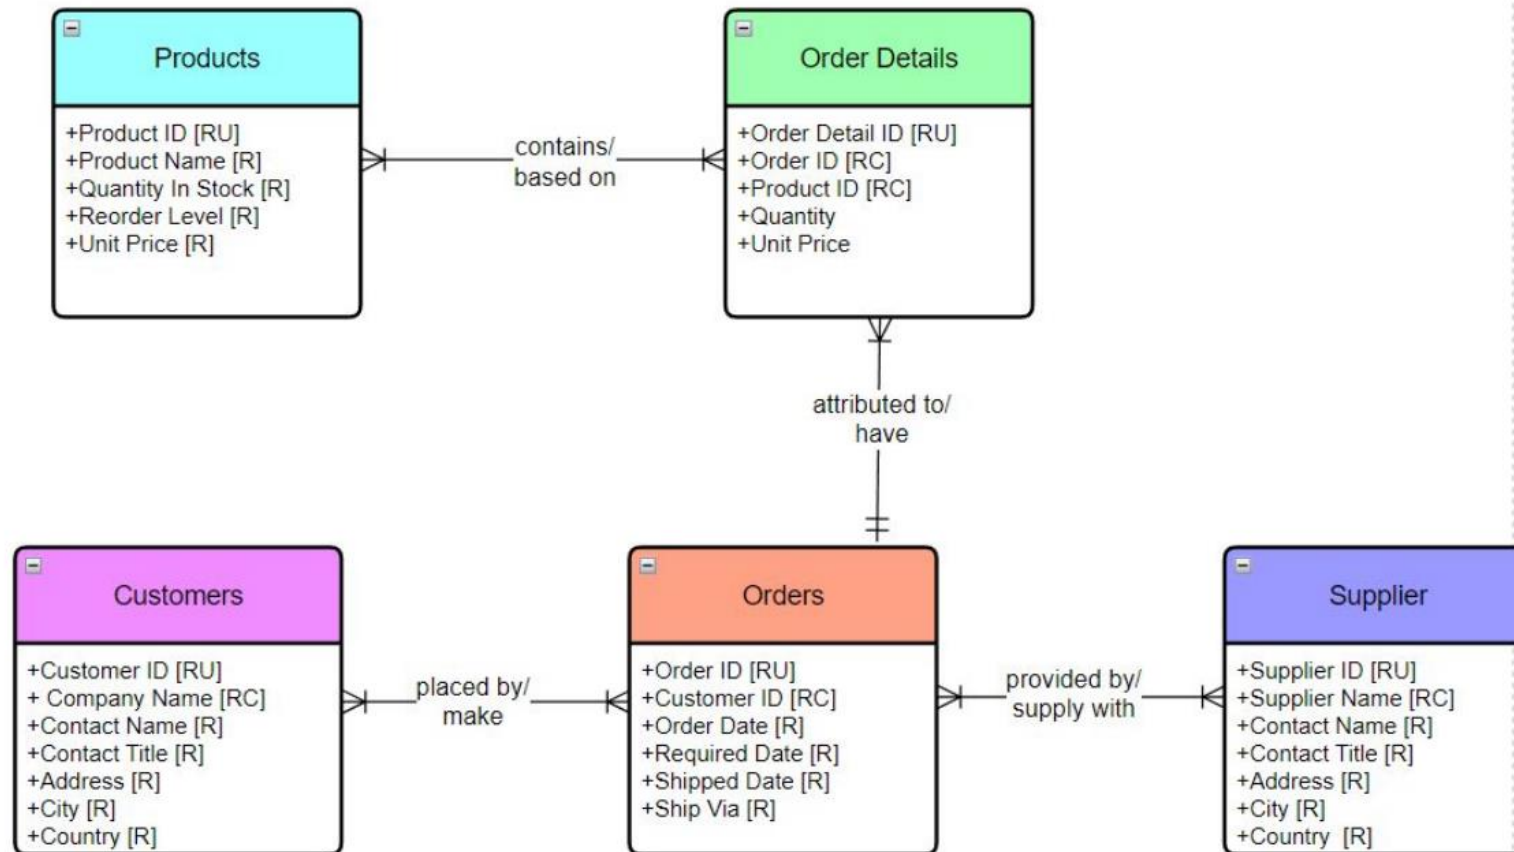 Products
+Product ID [RU]
+Product Name [R]
+Quantity In Stock [R]
+Reorder Level [R]
+Unit Price [R]
contains/
based on
Order Details
+Order Detail ID [RU]
+Order ID [RC]
+Product ID [RC]
+Quantity
+Unit Price
attributed to/
have
Customers
+Customer ID [RU]
+ Company Name [RC]
+Contact Name [R]
+Contact Title [R]
+Address [R]
+City [R]
+Country [R]
placed by/
make
Orders
+Order ID [RU]
+Customer ID [RC]
+Order Date [R]
+Required Date [R]
+Shipped Date [R]
+Ship Via [R]
provided by/
supply with
Supplier
+Supplier ID [RU]
+Supplier Name [RC]
+Contact Name [R]
+Contact Title [R]
+Address [R]
+City [R]
+Country  [R]